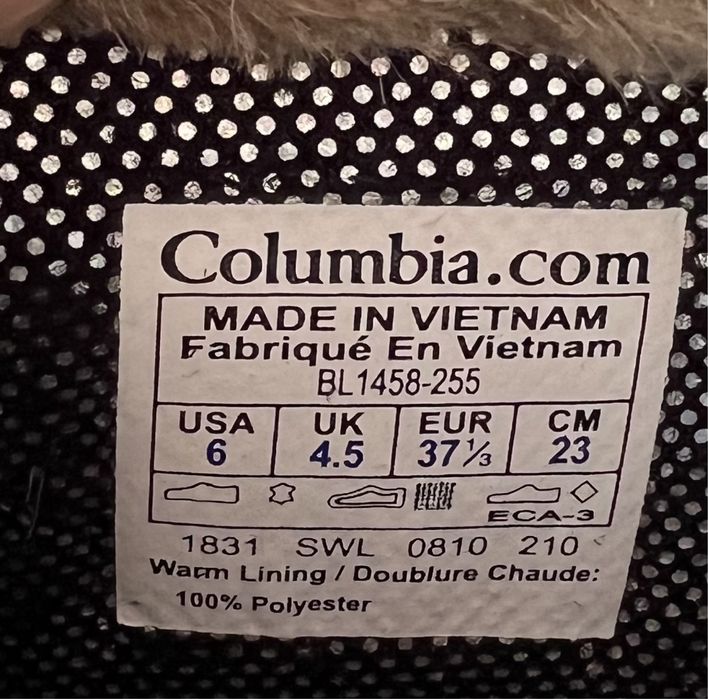 Columbia.com
MADE IN VIETNAM
Fabriqué En Vietnam
BL1458-255
USA UK EUR CM
6 4.5 37⅓ 23
ECA-3
1831 SWL 0810 210
Warm Lining / Doublure Chaude:
100% Polyester